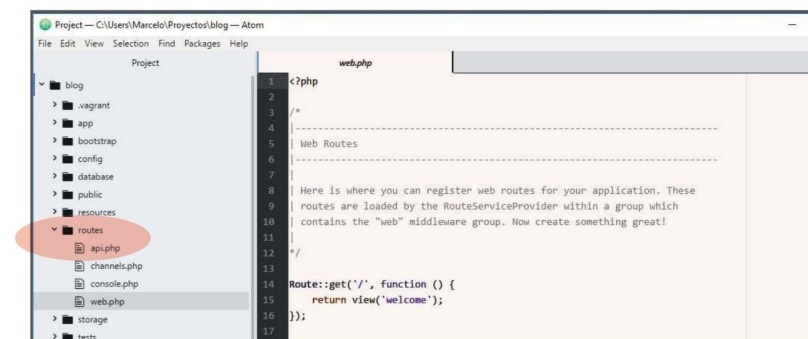 Project — C:\Users\Marcelo\Proyectos\blog — Atom
File Edit View Selection Find Packages Help
Project
blog
.vagrant
app
bootstrap
config
database
public
resources
routes
api.php
channels.php
console.php
web.php
storage
tests
web.php
1 <?php
2
3 /*
4 |--------------------------------------------------------------------------
5 | Web Routes
6 |--------------------------------------------------------------------------
7 |
8 | Here is where you can register web routes for your application. These
9 | routes are loaded by the RouteServiceProvider within a group which
10 | contains the "web" middleware group. Now create something great!
11 |
12 */
13
14 Route::get('/', function () {
15     return view('welcome');
16 });
17